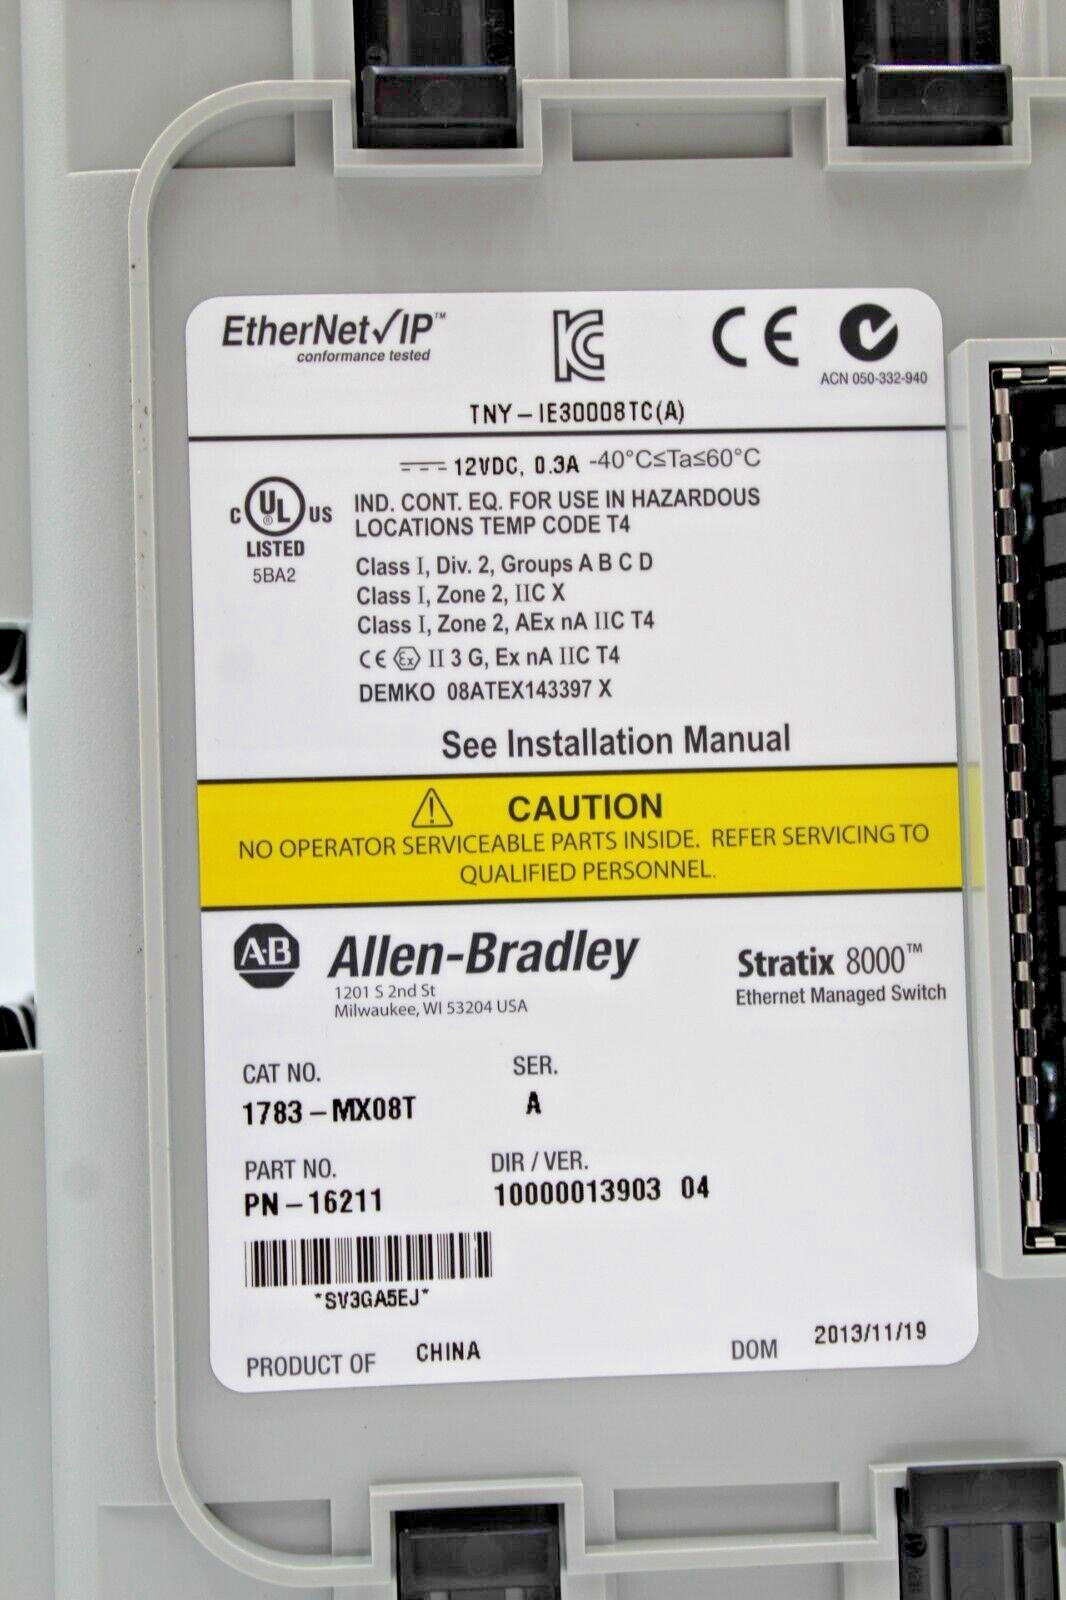 EtherNet✓IP™
conformance tested
KC
CE
ACN 050-332-940
TNY-IE30008TC(A)
12VDC, 0.3A -40°C≤Ta≤60°C
C UL® US
LISTED
5BA2
IND. CONT. EQ. FOR USE IN HAZARDOUS
LOCATIONS TEMP CODE T4
Class I, Div. 2, Groups A B C D
Class I, Zone 2, IIC X
Class I, Zone 2, AEx nA IIC T4
CE Ex II 3 G, Ex nA IIC T4
DEMKO 08ATEX143397 X
See Installation Manual
CAUTION
NO OPERATOR SERVICEABLE PARTS INSIDE. REFER SERVICING TO
QUALIFIED PERSONNEL.
A-B Allen-Bradley
1201 S 2nd St
Milwaukee, WI 53204 USA
Stratix 8000™
Ethernet Managed Switch
CAT NO. SER.
1783-MX08T A
PART NO. DIR / VER.
PN-16211 10000013903 04
*SV3GA5EJ*
PRODUCT OF CHINA DOM 2013/11/19